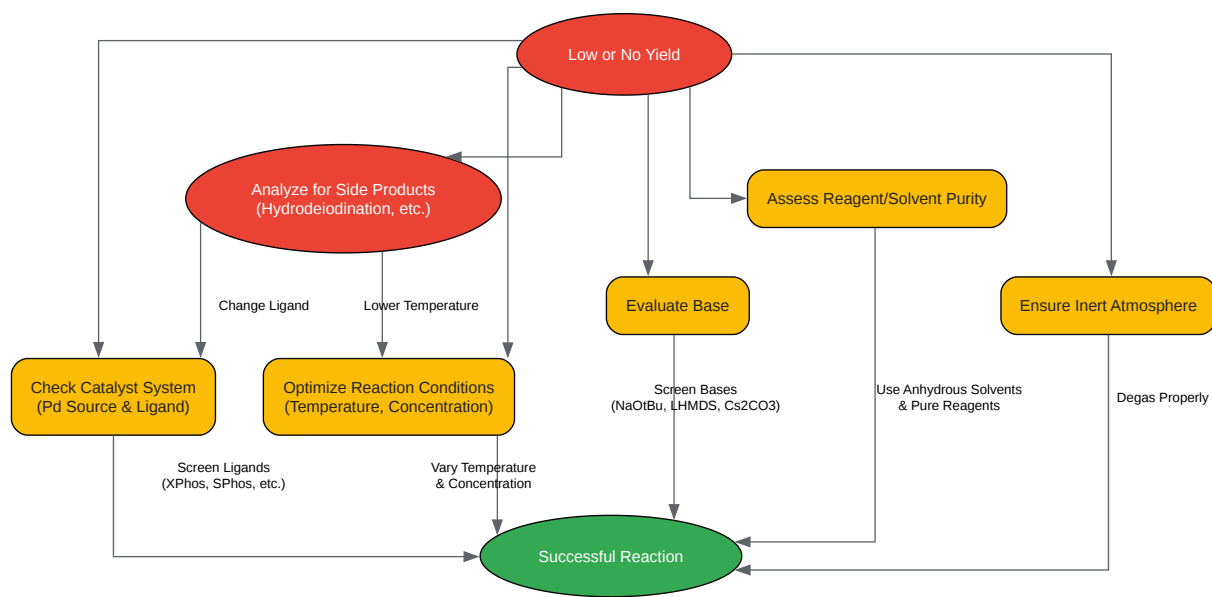 Low or No Yield
Analyze for Side Products
(Hydrodeiodination, etc.)
Assess Reagent/Solvent Purity
Change Ligand
Lower Temperature
Evaluate Base
Ensure Inert Atmosphere
Check Catalyst System
(Pd Source & Ligand)
Optimize Reaction Conditions
(Temperature, Concentration)
Screen Bases
(NaOtBu, LHMDS, Cs2CO3)
Use Anhydrous Solvents
& Pure Reagents
Degas Properly
Screen Ligands
(XPhos, SPhos, etc.)
Vary Temperature
& Concentration
Successful Reaction